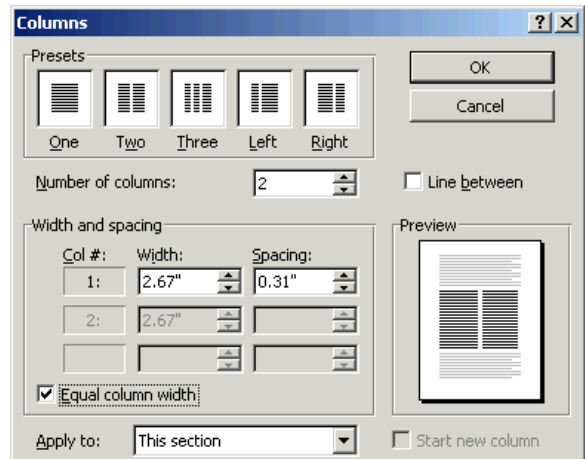 Columns
Presets
One Two Three Left Right
OK
Cancel
Number of columns: 2
Line between
Width and spacing
Col #: Width: Spacing:
1: 2.67" 0.31"
2: 2.67"
Equal column width
Preview
Apply to: This section
Start new column